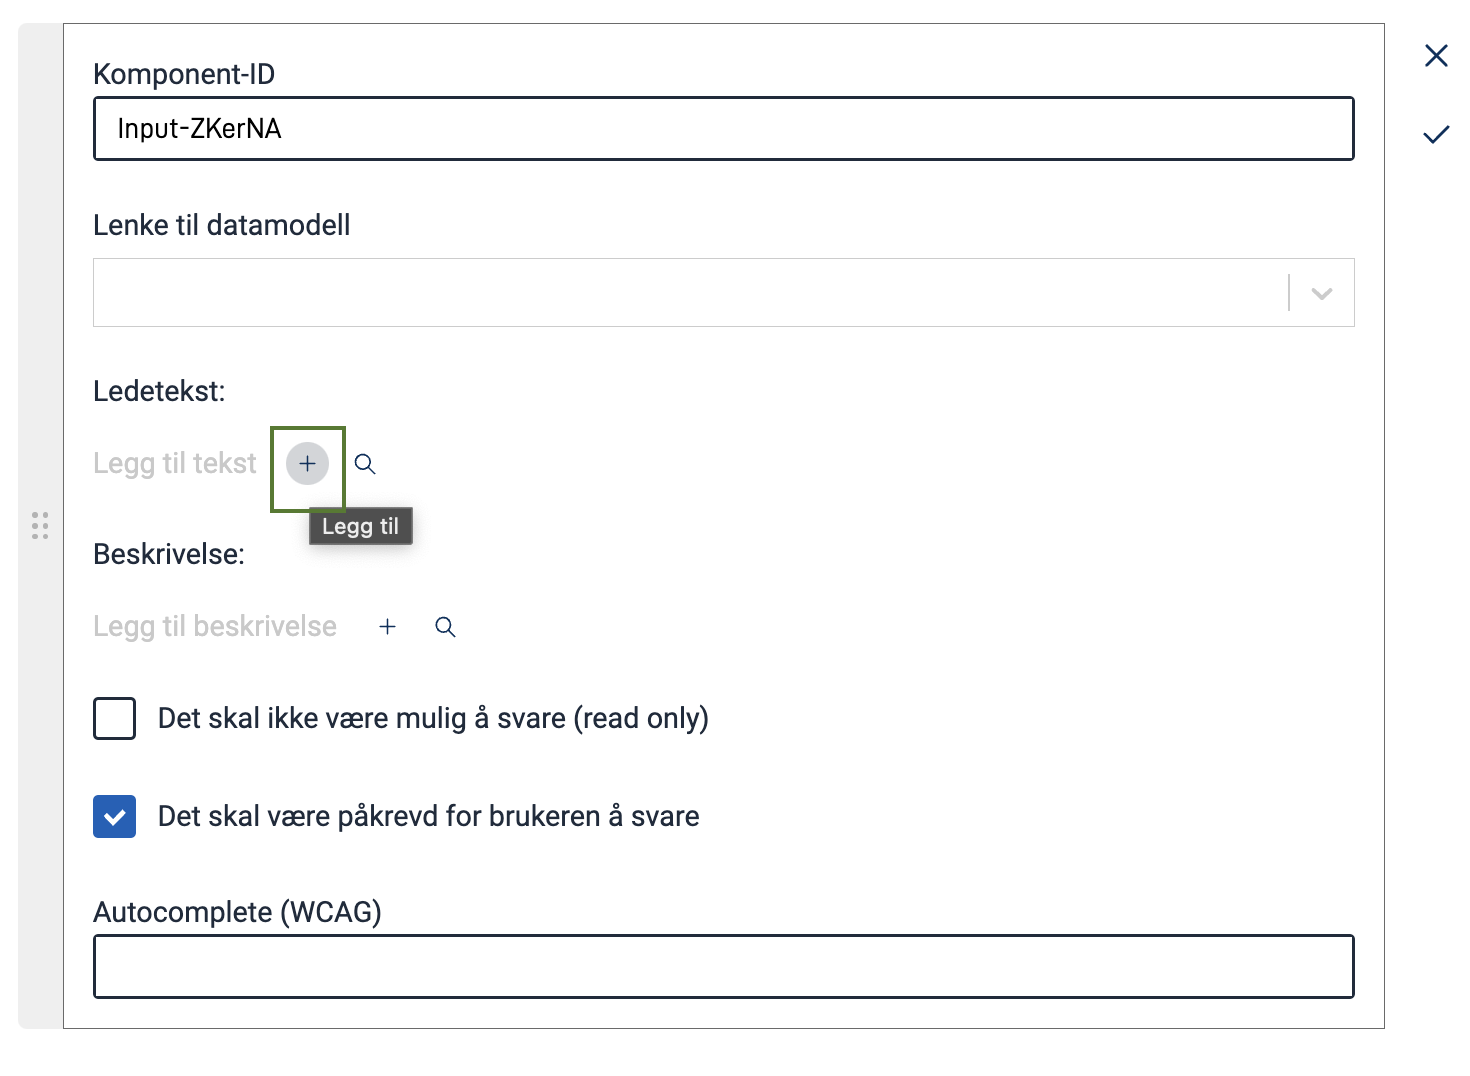 Komponent-ID
Input-ZKerNA
Lenke til datamodell
Ledetekst:
Legg til tekst
Legg til
Beskrivelse:
Legg til beskrivelse
Det skal ikke være mulig å svare (read only)
Det skal være påkrevd for brukeren å svare
Autocomplete (WCAG)